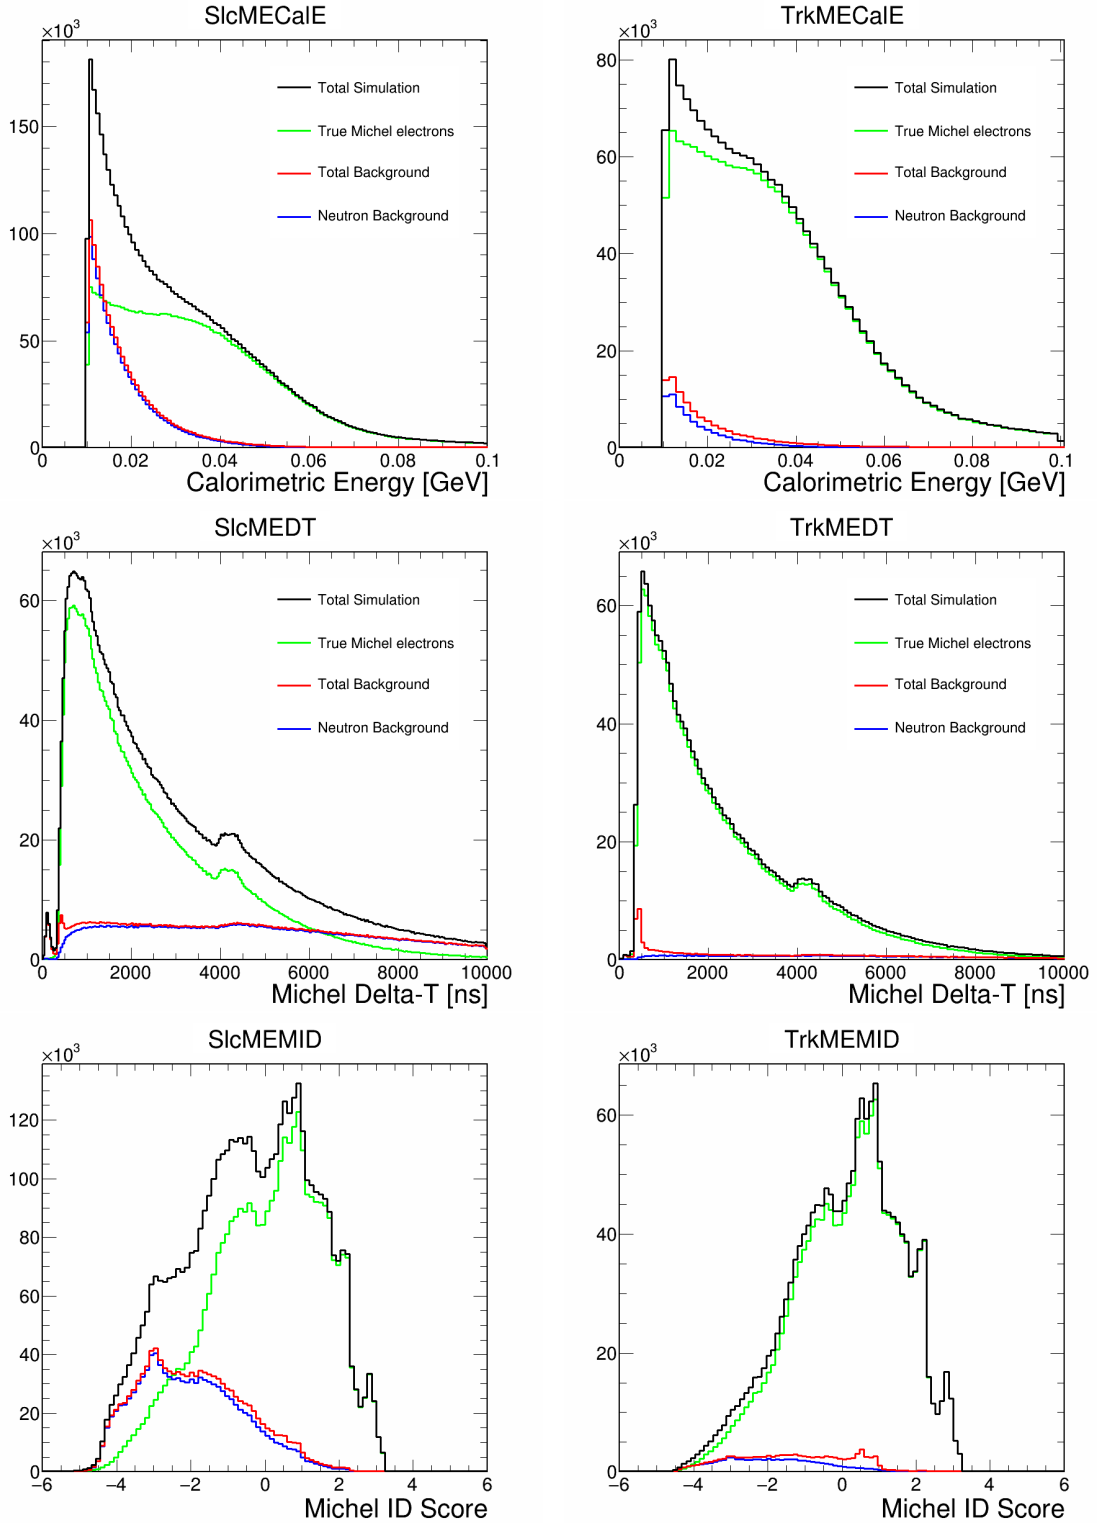 SlcMECalE
×10³
150
100
50
0
0 0.02 0.04 0.06 0.08 0.1
Calorimetric Energy [GeV]
Total Simulation
True Michel electrons
Total Background
Neutron Background
TrkMECalE
×10³
80
60
40
20
0
0 0.02 0.04 0.06 0.08 0.1
Calorimetric Energy [GeV]
Total Simulation
True Michel electrons
Total Background
Neutron Background
SlcMEDT
×10³
60
40
20
0
0 2000 4000 6000 8000 10000
Michel Delta-T [ns]
Total Simulation
True Michel electrons
Total Background
Neutron Background
TrkMEDT
×10³
60
40
20
0
0 2000 4000 6000 8000 10000
Michel Delta-T [ns]
Total Simulation
True Michel electrons
Total Background
Neutron Background
SlcMEMID
×10³
120
100
80
60
40
20
0
−6 −4 −2 0 2 4 6
Michel ID Score
TrkMEMID
×10³
60
40
20
0
−6 −4 −2 0 2 4 6
Michel ID Score